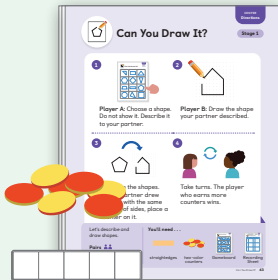 CENTERS
Directions
Can You Draw It?
Stage 1
1
2
Player A: Choose a shape.
Do not show it. Describe it
to your partner.
Player B: Draw the shape
your partner described.
3
4
the shapes.
partner drew
with the same
of sides, place a
on it.
Take turns. The player
who earns more
counters wins.
Let's describe and
draw shapes.
Pairs
You'll need . . .
straightedges
two-color
counters
Gameboard
Recording
Sheet